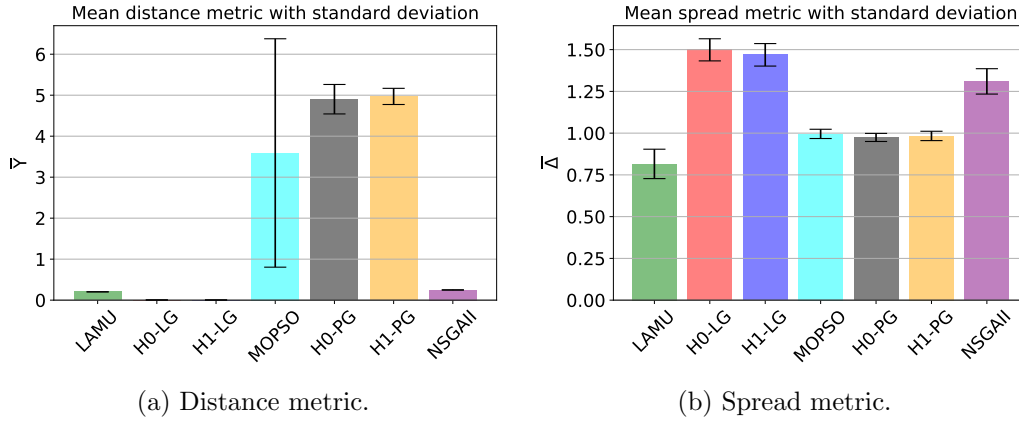 Mean distance metric with standard deviation
6
5
4
3
2
1
0
Υ̅
LAMU
H0-LG
H1-LG
MOPSO
H0-PG
H1-PG
NSGAII
(a) Distance metric.
Mean spread metric with standard deviation
1.50
1.25
1.00
0.75
0.50
0.25
0.00
Δ̅
LAMU
H0-LG
H1-LG
MOPSO
H0-PG
H1-PG
NSGAII
(b) Spread metric.